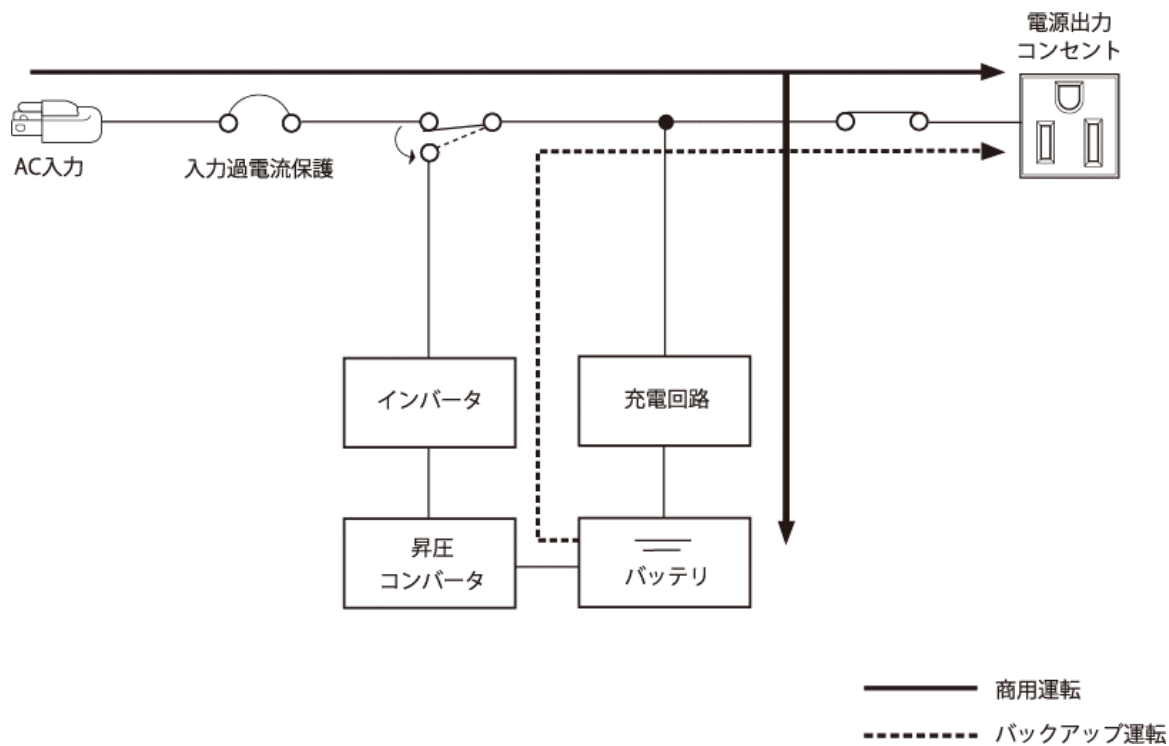 電源出力
コンセント
AC入力
入力過電流保護
インバータ
充電回路
昇圧
コンバータ
バッテリ
商用運転
バックアップ運転